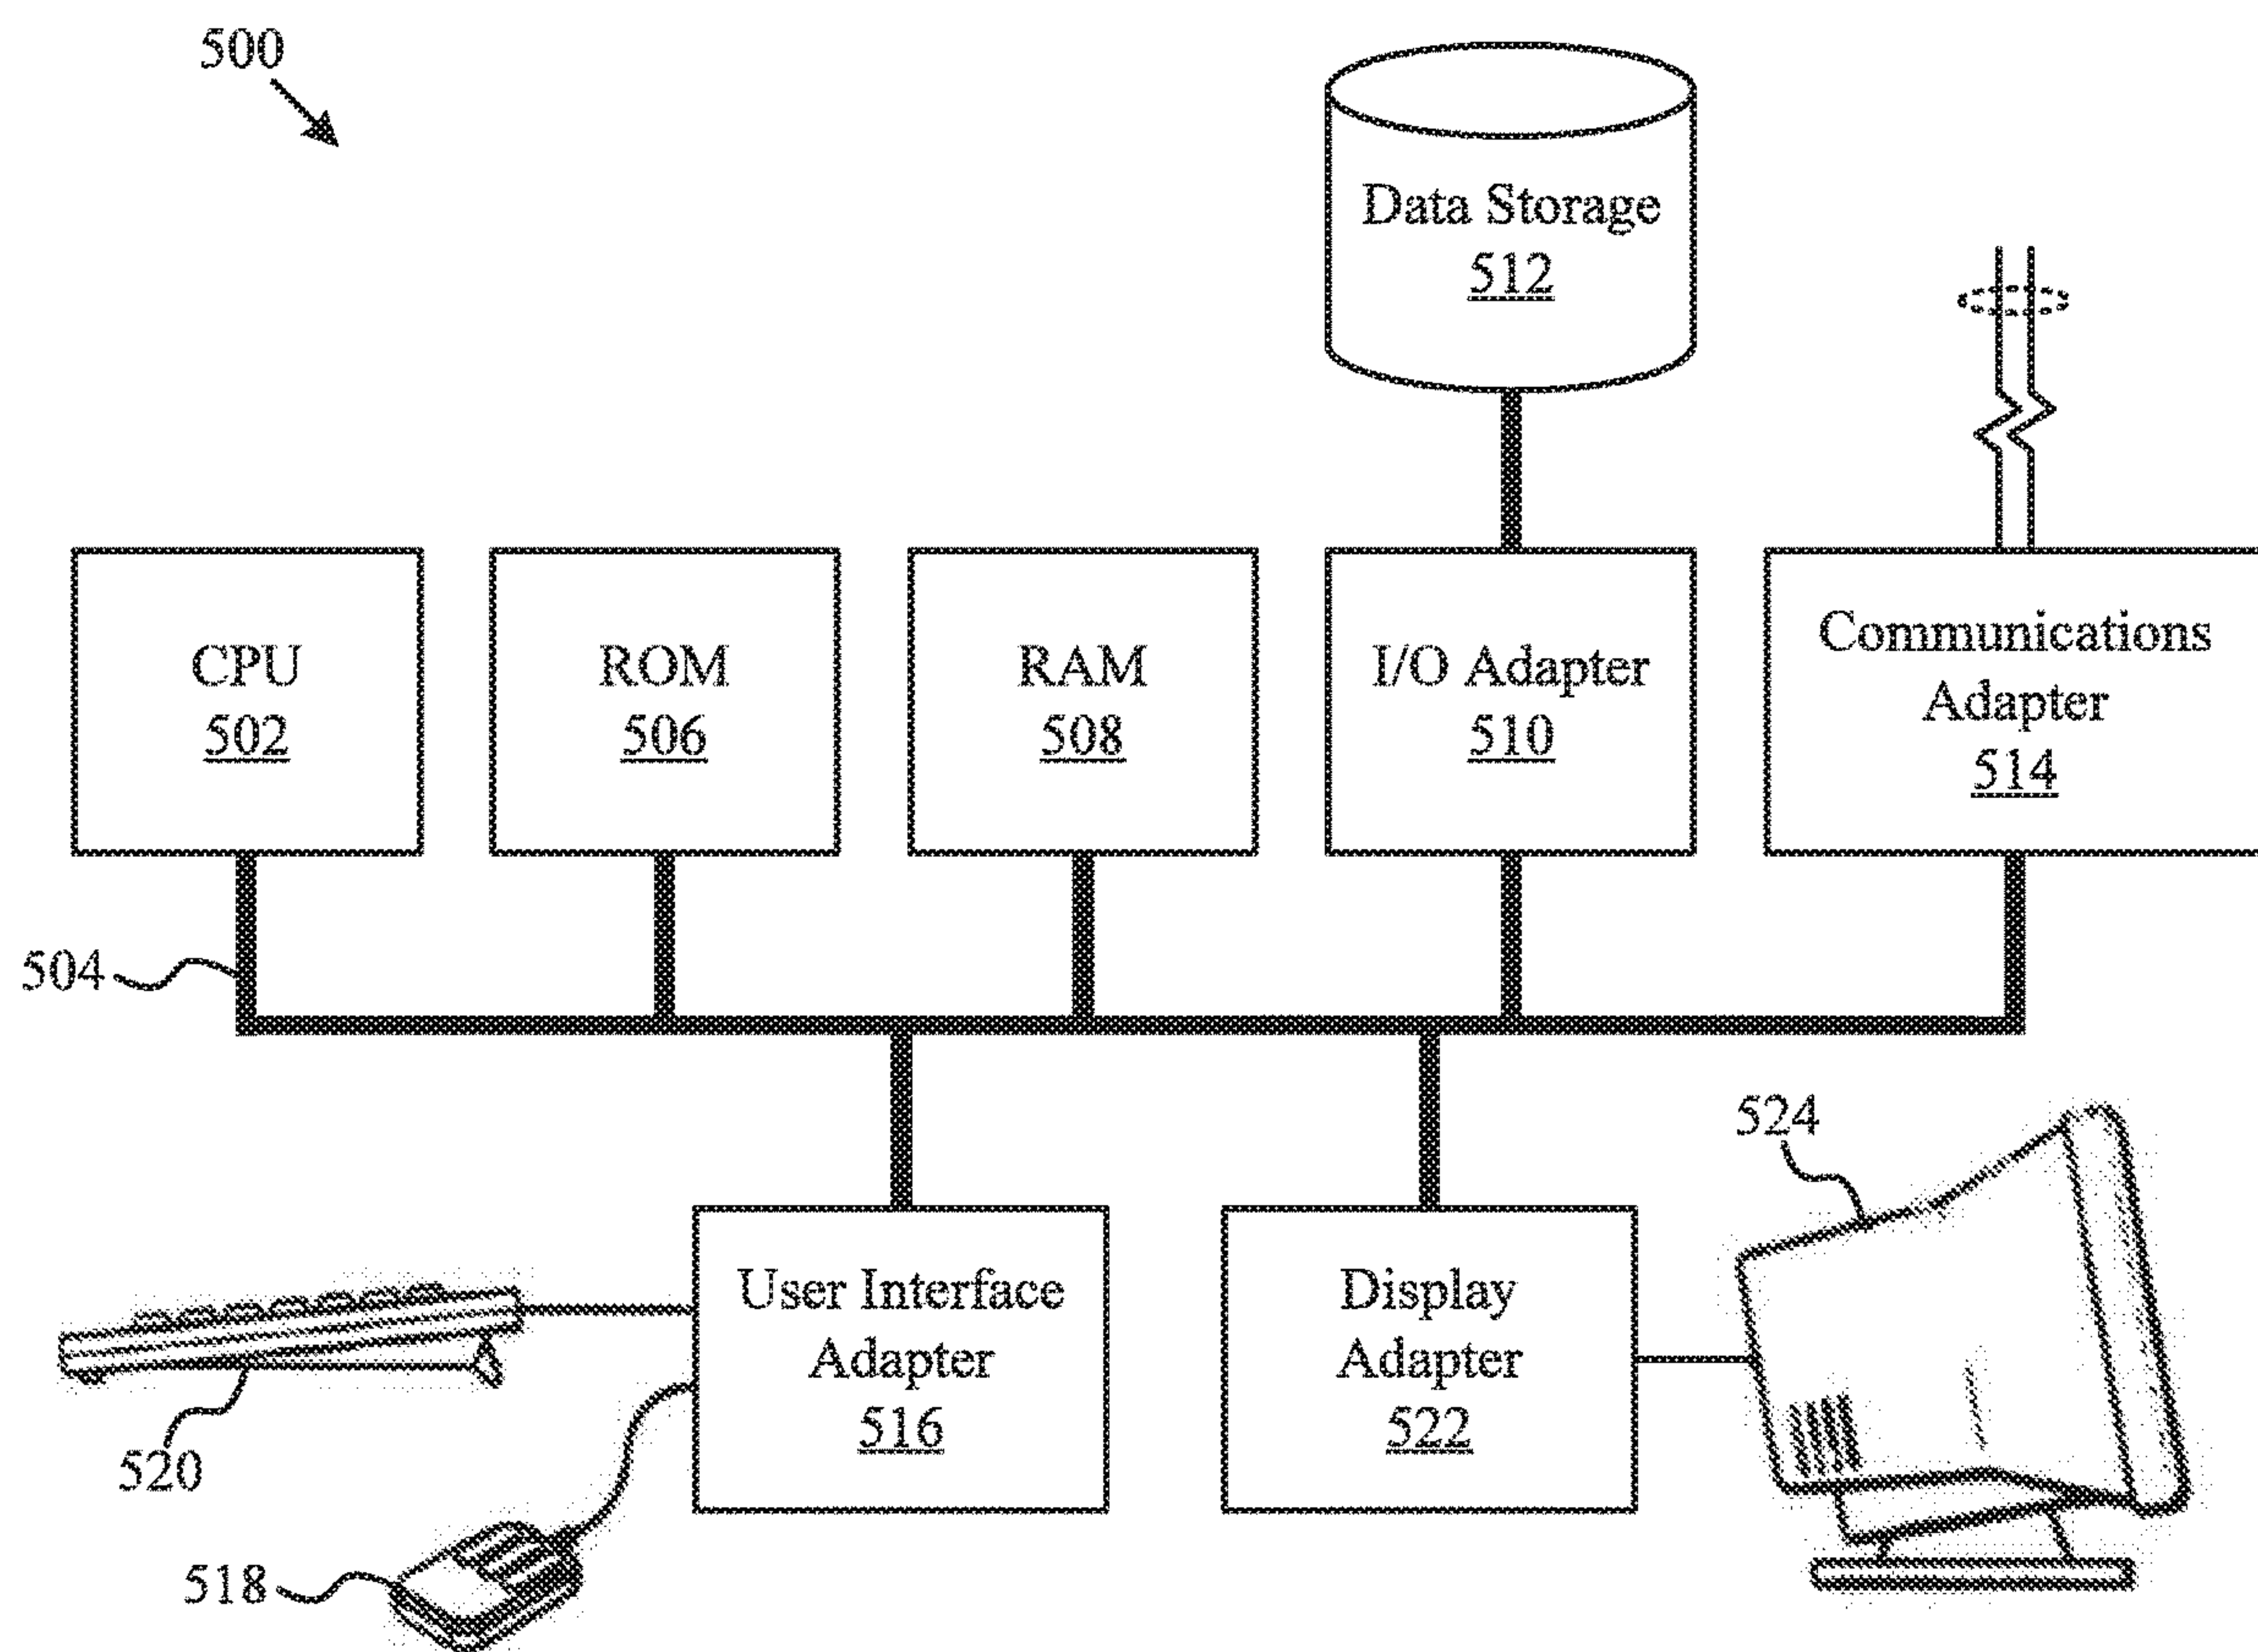 500
Data Storage
512
CPU
502
ROM
506
RAM
508
I/O Adapter
510
Communications
Adapter
514
504
524
User Interface
Adapter
516
Display
Adapter
522
520
518